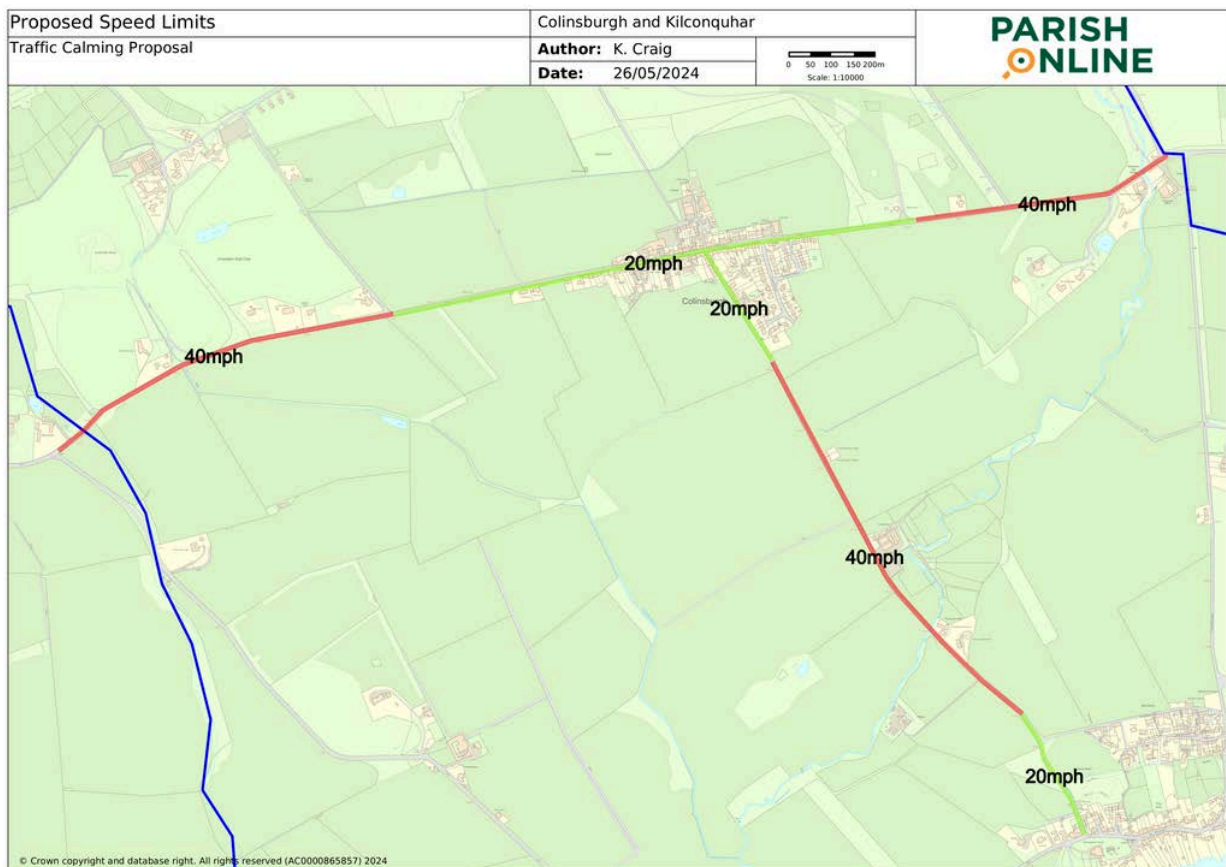 Proposed Speed Limits
Traffic Calming Proposal
Colinsburgh and Kilconquhar
Author: K. Craig
Date: 26/05/2024
0 50 100 150 200m
Scale: 1:10000
PARISH
ONLINE
40mph
20mph
Colinsburgh
20mph
40mph
40mph
20mph
© Crown copyright and database right. All rights reserved (AC0000865857) 2024